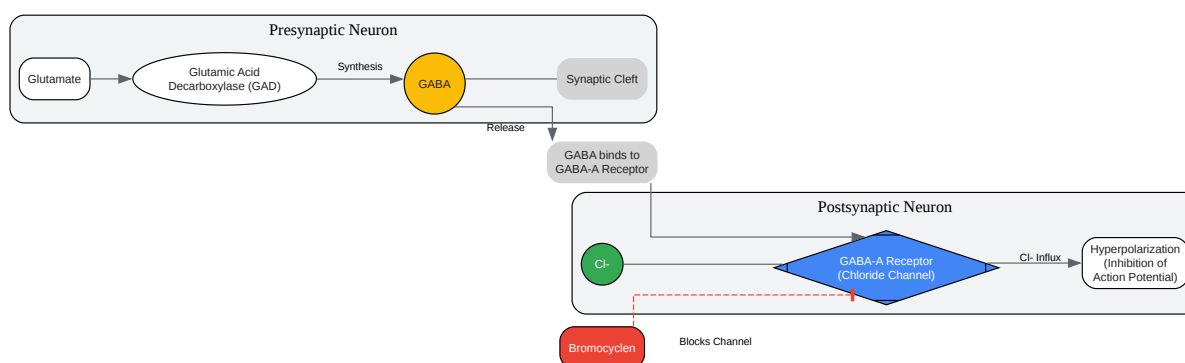 Presynaptic Neuron
Glutamate
Glutamic Acid
Decarboxylase (GAD)
Synthesis
GABA
Synaptic Cleft
Release
GABA binds to
GABA-A Receptor
Postsynaptic Neuron
Cl-
GABA-A Receptor
(Chloride Channel)
Cl- Influx
Hyperpolarization
(Inhibition of
Action Potential)
Bromocyclen
Blocks Channel